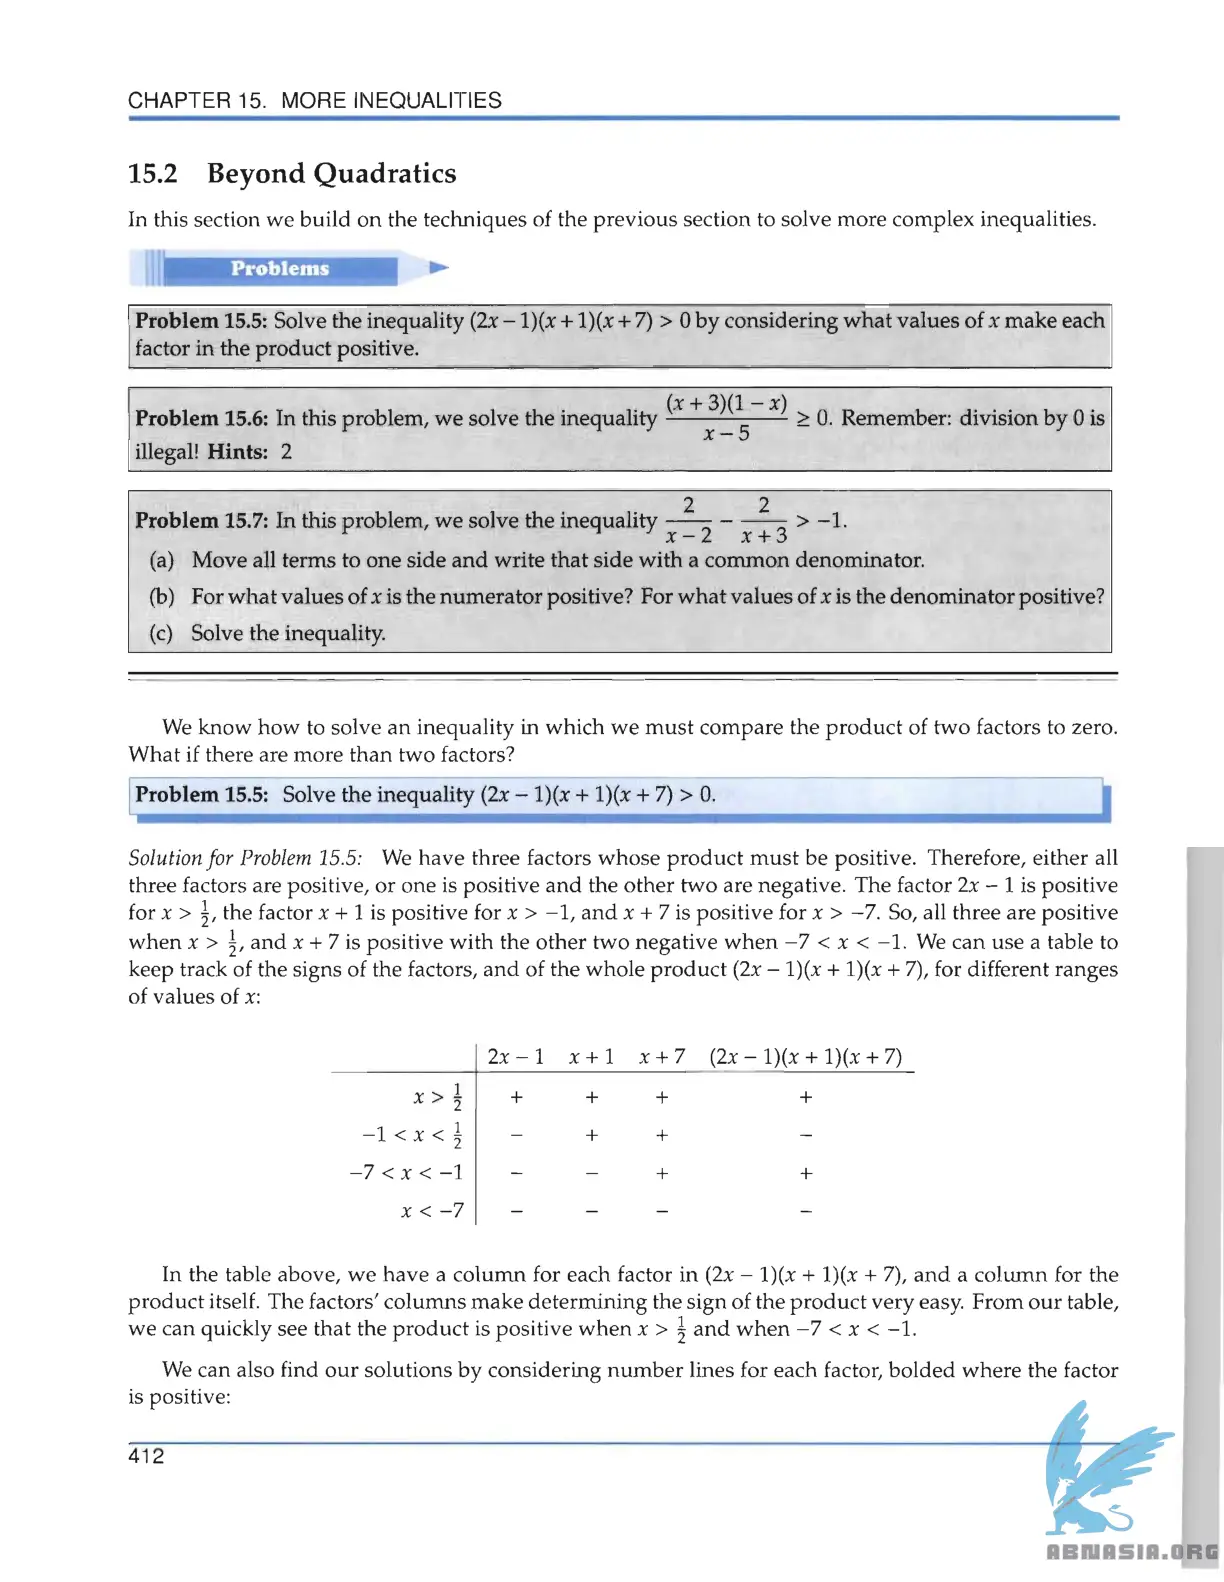 CHAPTER 15. MORE INEQUALITIES
15.2 Beyond Quadratics
In this section we build on the techniques of the previous section to solve more complex inequalities.
Problems
Problem 15.5: Solve the inequality (2x − 1)(x + 1)(x + 7) > 0 by considering what values of x make each
factor in the product positive.
Problem 15.6: In this problem, we solve the inequality (x + 3)(1 − x) / (x − 5) ≥ 0. Remember: division by 0 is
illegal! Hints: 2
Problem 15.7: In this problem, we solve the inequality 2/(x − 2) − 2/(x + 3) > −1.
(a) Move all terms to one side and write that side with a common denominator.
(b) For what values of x is the numerator positive? For what values of x is the denominator positive?
(c) Solve the inequality.
We know how to solve an inequality in which we must compare the product of two factors to zero.
What if there are more than two factors?
Problem 15.5: Solve the inequality (2x − 1)(x + 1)(x + 7) > 0.
Solution for Problem 15.5: We have three factors whose product must be positive. Therefore, either all
three factors are positive, or one is positive and the other two are negative. The factor 2x − 1 is positive
for x > 1/2, the factor x + 1 is positive for x > −1, and x + 7 is positive for x > −7. So, all three are positive
when x > 1/2, and x + 7 is positive with the other two negative when −7 < x < −1. We can use a table to
keep track of the signs of the factors, and of the whole product (2x − 1)(x + 1)(x + 7), for different ranges
of values of x:
2x − 1 x + 1 x + 7 (2x − 1)(x + 1)(x + 7)
x > 1/2 + + + +
−1 < x < 1/2 − + + −
−7 < x < −1 − − + +
x < −7 − − − −
In the table above, we have a column for each factor in (2x − 1)(x + 1)(x + 7), and a column for the
product itself. The factors' columns make determining the sign of the product very easy. From our table,
we can quickly see that the product is positive when x > 1/2 and when −7 < x < −1.
We can also find our solutions by considering number lines for each factor, bolded where the factor
is positive:
412
ABNASIA.ORG